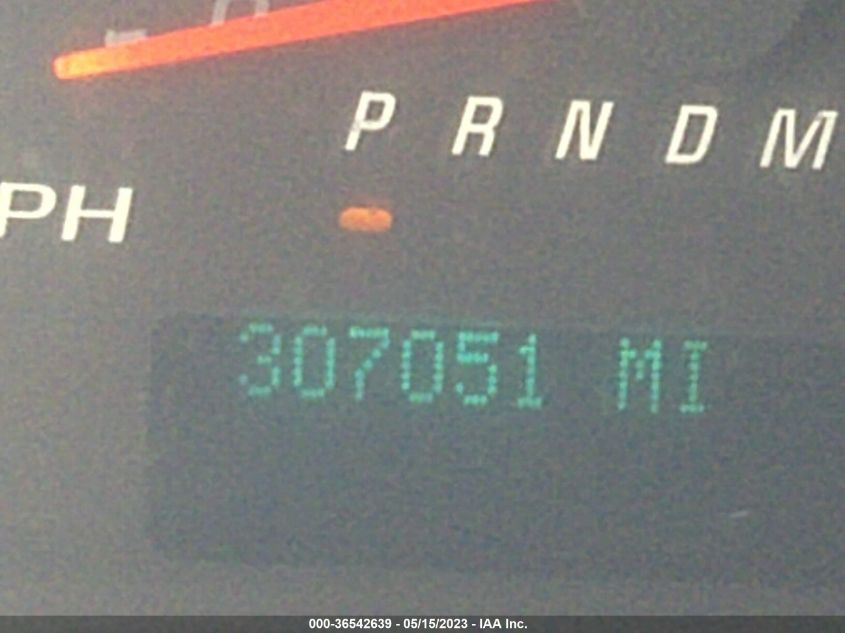 P R N D M
PH
307051 MI
000-36542639 - 05/15/2023 - IAA Inc.